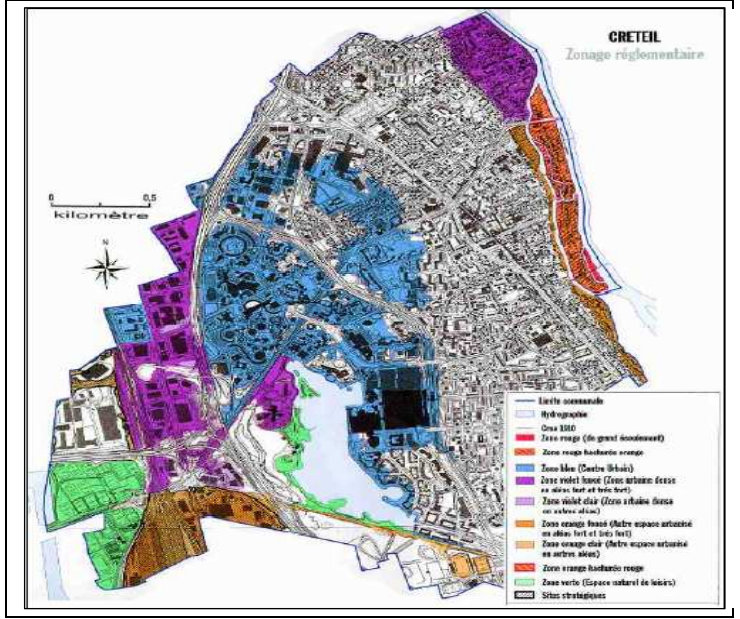 CRETEIL
Zonage réglementaire
0 0,5
kilomètre
N
Limite communale
Hydrographie
Crue 1910
Zone rouge (de grand écoulement)
Zone rouge hachurée orange
Zone bleu (Centre Urbain)
Zone violet foncé (Zone urbaine dense
en aléas fort et très fort)
Zone violet clair (Zone urbaine dense
en autres aléas)
Zone orange foncé (Autre espace urbanisé
en aléas fort et très fort)
Zone orange clair (Autre espace urbanisé
en autres aléas)
Zone orange hachurée rouge
Zone verte (Espace naturel de loisirs)
Sites stratégiques